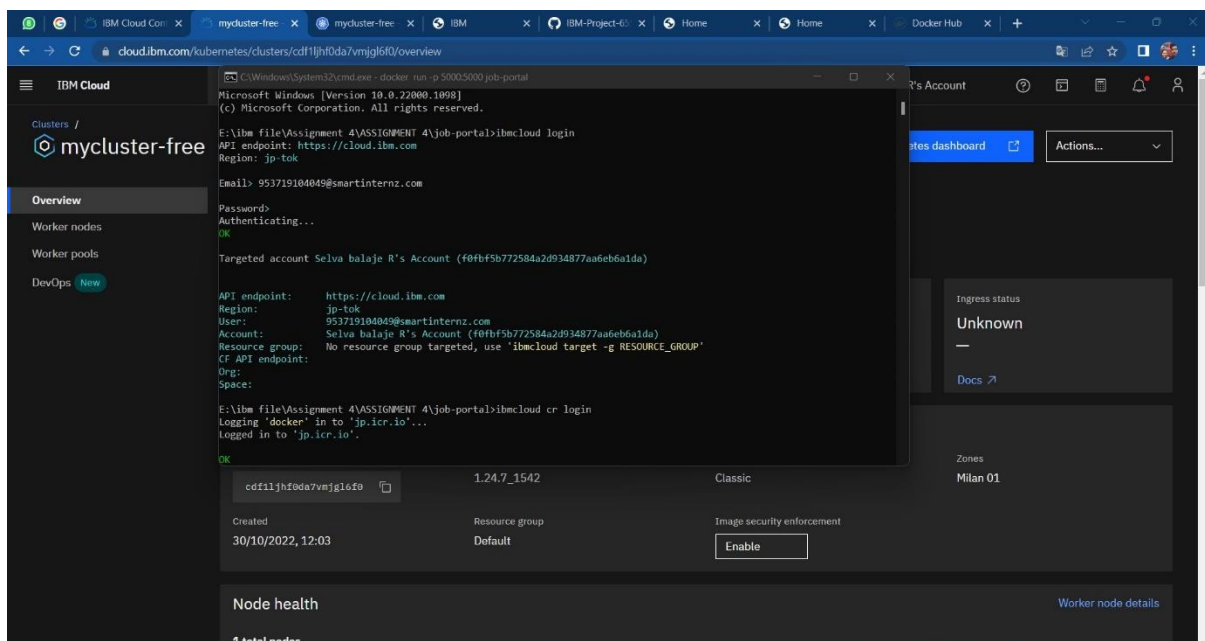 IBM Cloud Con
mycluster-free
mycluster-free
IBM
IBM-Project-65
Home
Home
Docker Hub
cloud.ibm.com/kubernetes/clusters/cdf1ljhf0da7vmjgl6f0/overview
IBM Cloud
R's Account
Clusters /
mycluster-free
etes dashboard
Actions...
Overview
Worker nodes
Worker pools
DevOps New
C:\Windows\System32\cmd.exe - docker run -p 5000:5000 job-portal
Microsoft Windows [Version 10.0.22000.1098]
(c) Microsoft Corporation. All rights reserved.
E:\ibm file\Assignment 4\ASSIGNMENT 4\job-portal>ibmcloud login
API endpoint: https://cloud.ibm.com
Region: jp-tok
Email> 953719104049@smartinternz.com
Password>
Authenticating...
OK
Targeted account Selva balaje R's Account (f0fbf5b772584a2d934877aa6eb6a1da)
API endpoint: https://cloud.ibm.com
Region: jp-tok
User: 953719104049@smartinternz.com
Account: Selva balaje R's Account (f0fbf5b772584a2d934877aa6eb6a1da)
Resource group: No resource group targeted, use 'ibmcloud target -g RESOURCE_GROUP'
CF API endpoint:
Org:
Space:
E:\ibm file\Assignment 4\ASSIGNMENT 4\job-portal>ibmcloud cr login
Logging 'docker' in to 'jp.icr.io'...
Logged in to 'jp.icr.io'.
OK
Ingress status
Unknown
—
Docs
cdf1ljhf0da7vmjgl6f0
1.24.7_1542
Classic
Zones
Milan 01
Created
30/10/2022, 12:03
Resource group
Default
Image security enforcement
Enable
Node health
Worker node details
1 total nodes